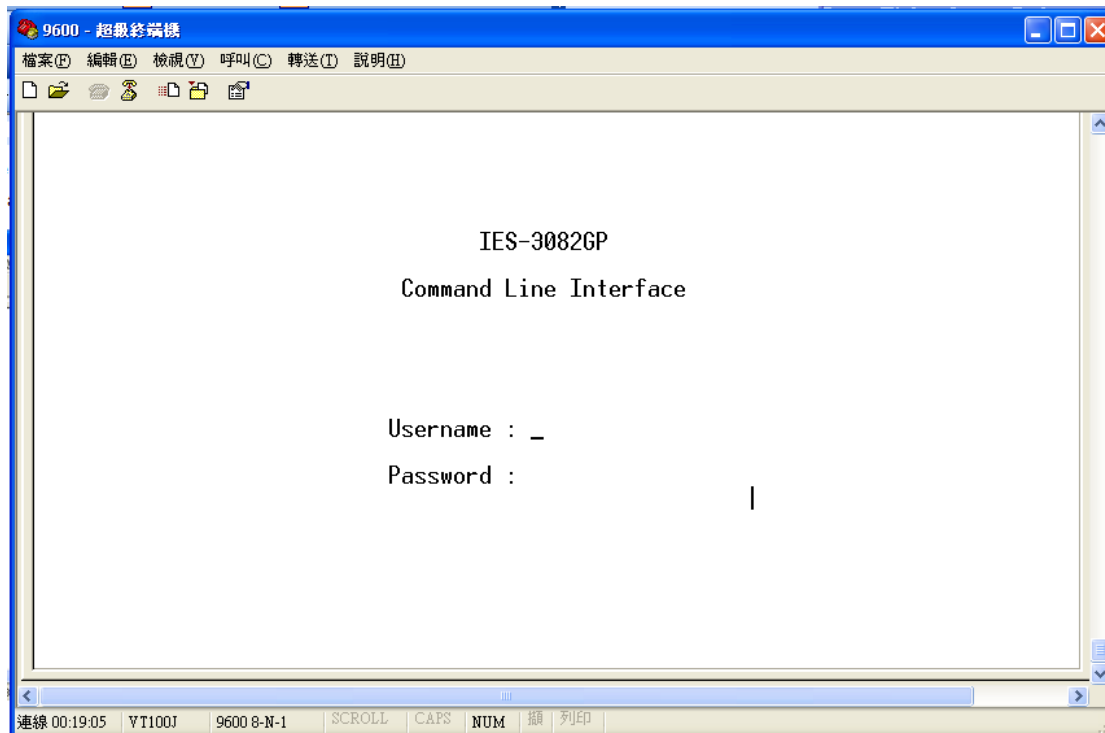 9600 - 超級終端機
檔案(F) 編輯(E) 檢視(V) 呼叫(C) 轉送(T) 說明(H)
IES-3082GP
Command Line Interface
Username : _
Password :
連線 00:19:05 VT100J 9600 8-N-1 SCROLL CAPS NUM 擷 列印